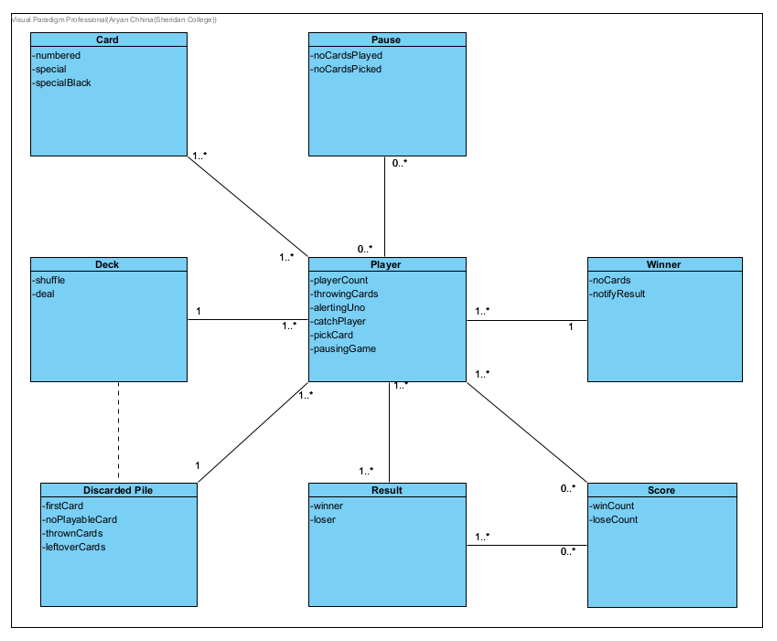 Visual Paradigm Professional(Aryan Chhina(Sheridan College))
Card
-numbered
-special
-specialBlack
Pause
-noCardsPlayed
-noCardsPicked
1..*
0..*
1..*
0..*
Deck
-shuffle
-deal
Player
-playerCount
-throwingCards
-alertingUno
-catchPlayer
-pickCard
-pausingGame
Winner
-noCards
-notifyResult
1
1..*
1..*
1
1..*
1..*
1..*
1
1..*
0..*
Discarded Pile
-firstCard
-noPlayableCard
-thrownCards
-leftoverCards
Result
-winner
-loser
Score
-winCount
-loseCount
1..*
0..*